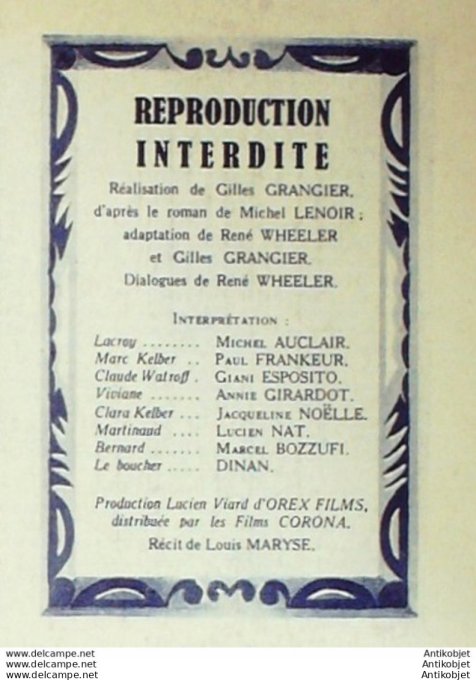 REPRODUCTION
INTERDITE
Réalisation de Gilles GRANGIER,
d'après le roman de Michel LENOIR ;
adaptation de René WHEELER
et Gilles GRANGIER.
Dialogues de René WHEELER.
INTERPRÉTATION :
Lacroy ........ MICHEL AUCLAIR.
Marc Kelber .. PAUL FRANKEUR.
Claude Watroff . GIANI ESPOSITO.
Viviane ....... ANNIE GIRARDOT.
Clara Kelber ... JACQUELINE NOËLLE.
Martinaud .... LUCIEN NAT.
Bernard ....... MARCEL BOZZUFI.
Le boucher ..... DINAN.
Production Lucien Viard d'OREX FILMS,
distribuée par les Films CORONA.
Récit de Louis MARYSE.
www.delcampe.net Antikobjet
www.delcampe.net Antikobjet
www.delcampe.net Antikobjet